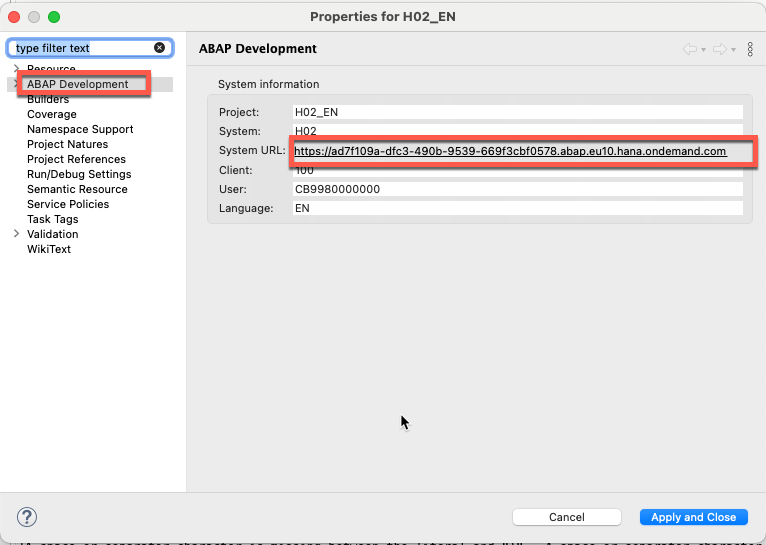 Properties for H02_EN
type filter text
Resource
ABAP Development
Builders
Coverage
Namespace Support
Project Natures
Project References
Run/Debug Settings
Semantic Resource
Service Policies
Task Tags
Validation
WikiText
ABAP Development
System information
Project: H02_EN
System: H02
System URL: https://ad7f109a-dfc3-490b-9539-669f3cbf0578.abap.eu10.hana.ondemand.com
Client: 100
User: CB9980000000
Language: EN
?
Cancel
Apply and Close